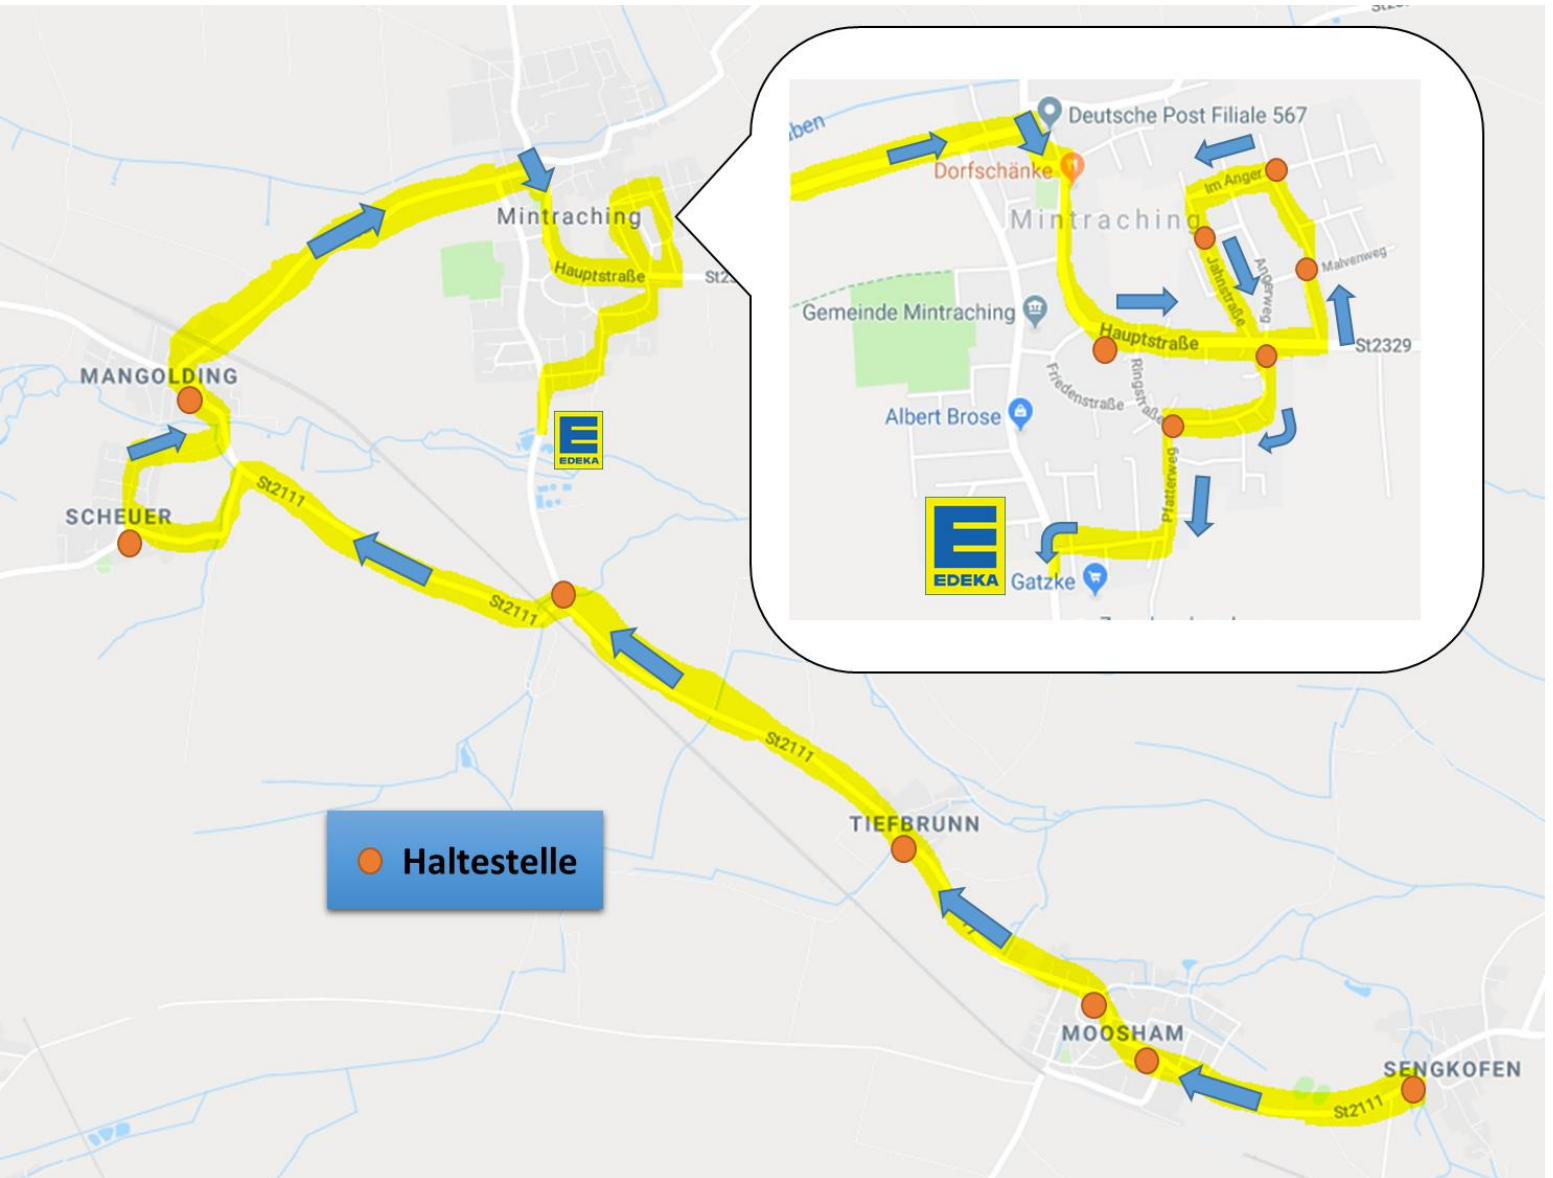 Mintraching
Hauptstraße
MANGOLDING
SCHEUER
St2111
EDEKA
St2111
St2111
TIEFBRUNN
Haltestelle
MOOSHAM
SENGKOFEN
St2111
Deutsche Post Filiale 567
Dorfschänke
Im Anger
Mintraching
Malvenweg
Jahnstraße
Angerweg
Gemeinde Mintraching
Hauptstraße
St2329
Friedenstraße
Ringstraße
Albert Brose
Pfatterweg
EDEKA
Gatzke